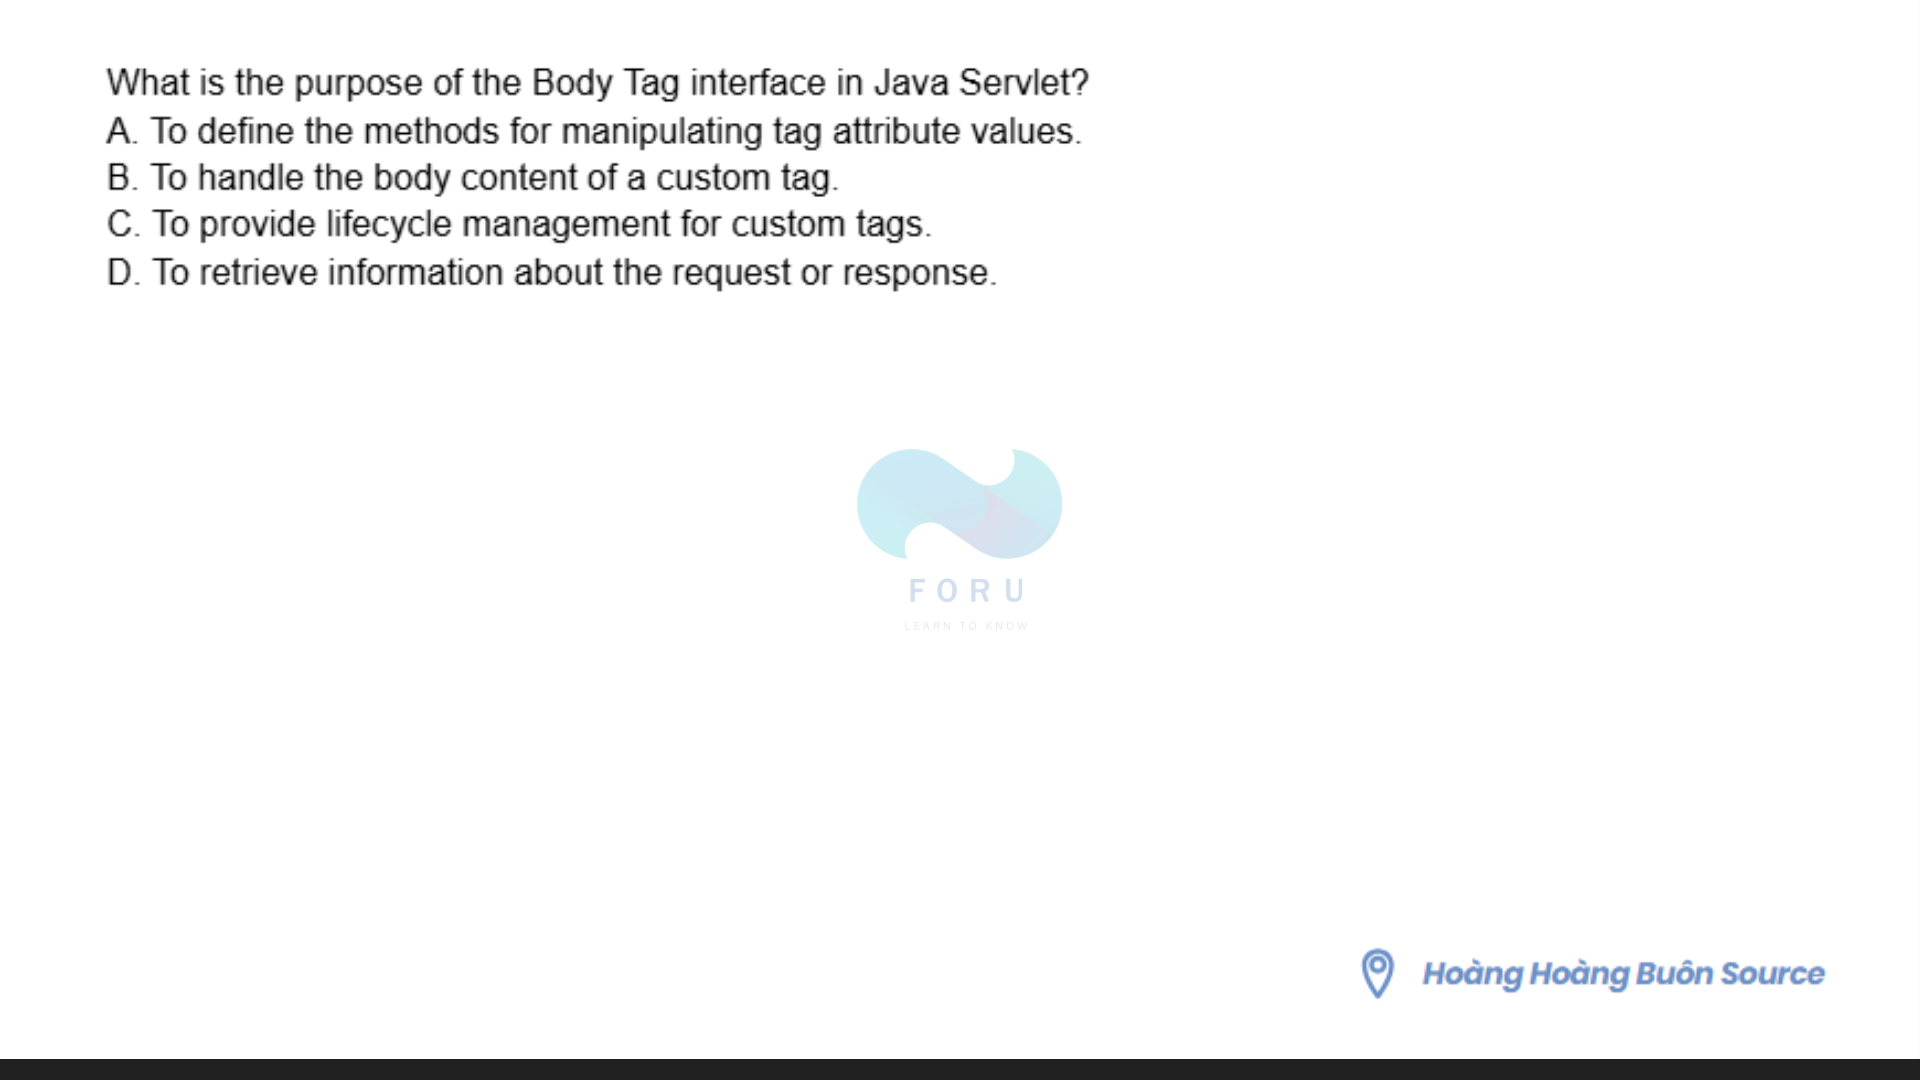 What is the purpose of the Body Tag interface in Java Servlet?
A. To define the methods for manipulating tag attribute values.
B. To handle the body content of a custom tag.
C. To provide lifecycle management for custom tags.
D. To retrieve information about the request or response.
FORU
LEARN TO KNOW
Hoàng Hoàng Buôn Source